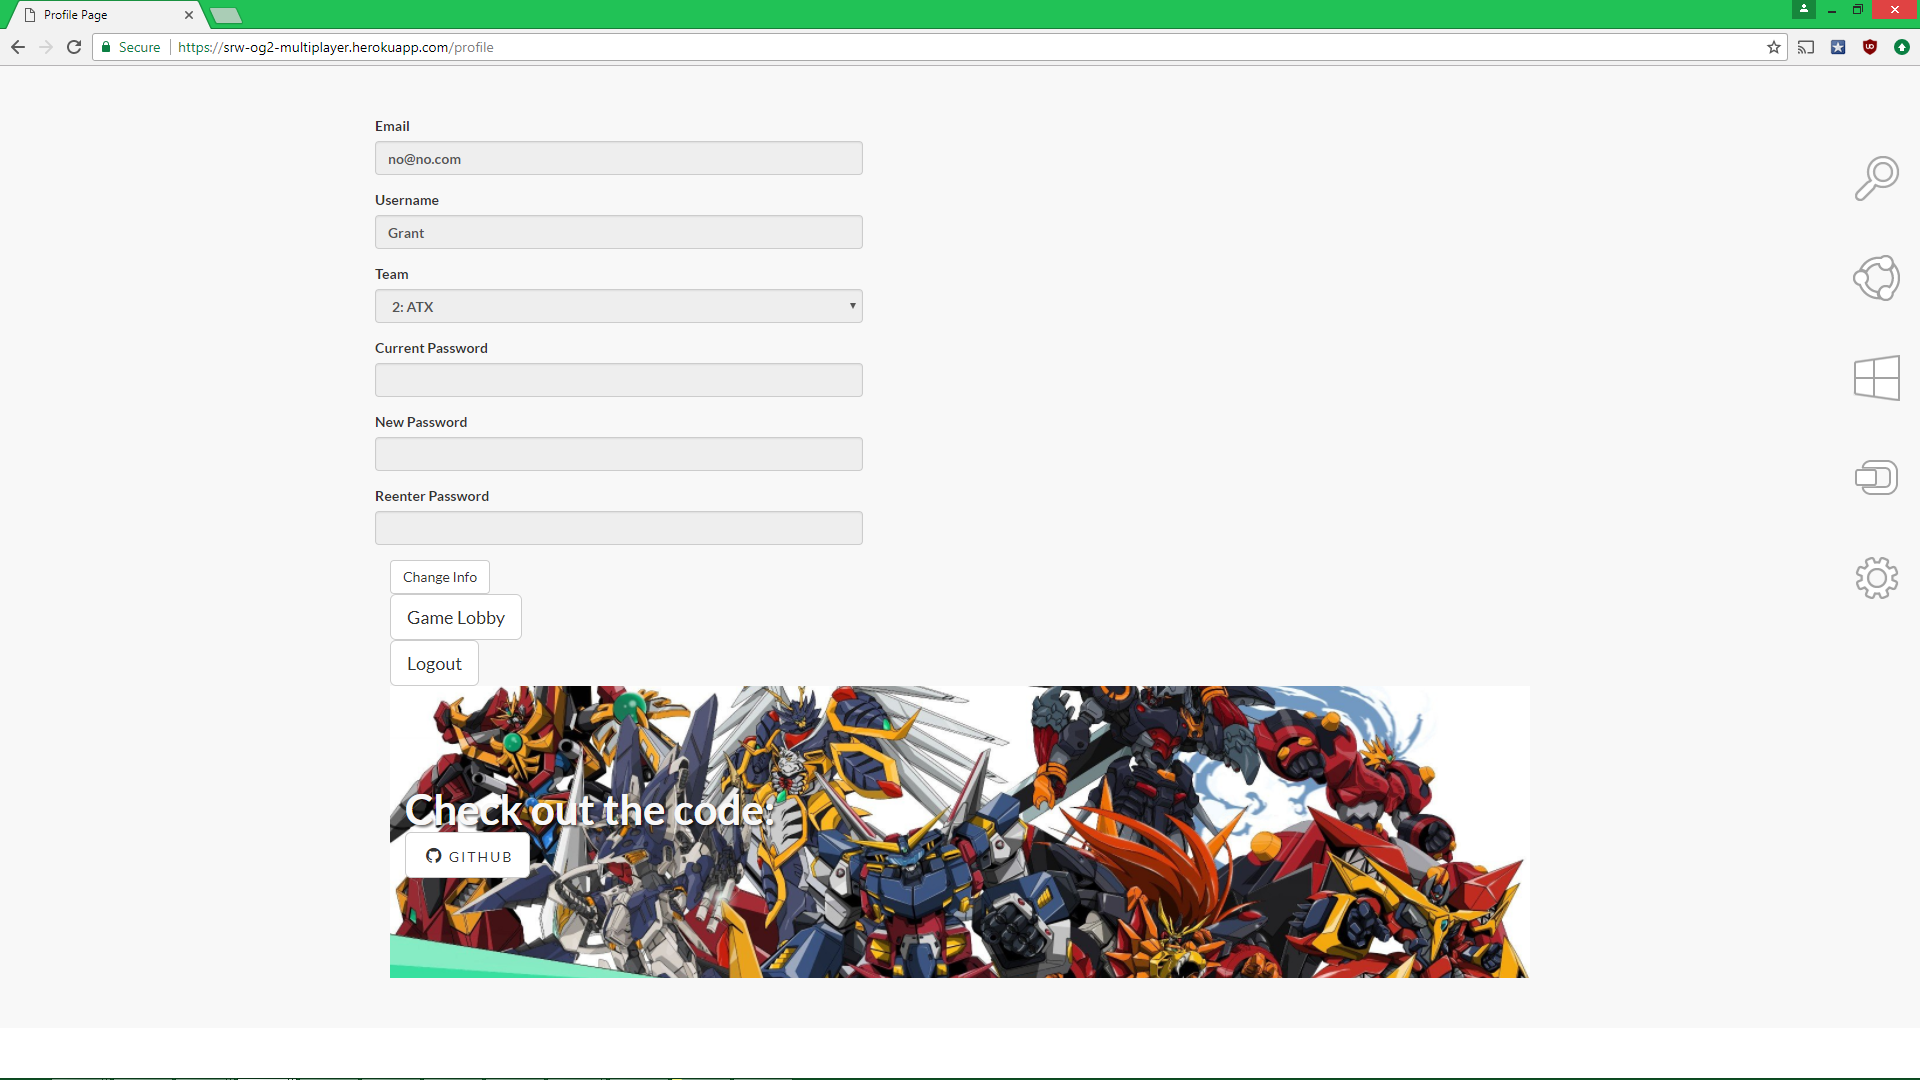 Profile Page
Secure
https://srw-og2-multiplayer.herokuapp.com/profile
Email
no@no.com
Username
Grant
Team
2: ATX
Current Password
New Password
Reenter Password
Change Info
Game Lobby
Logout
Check out the code:
GITHUB